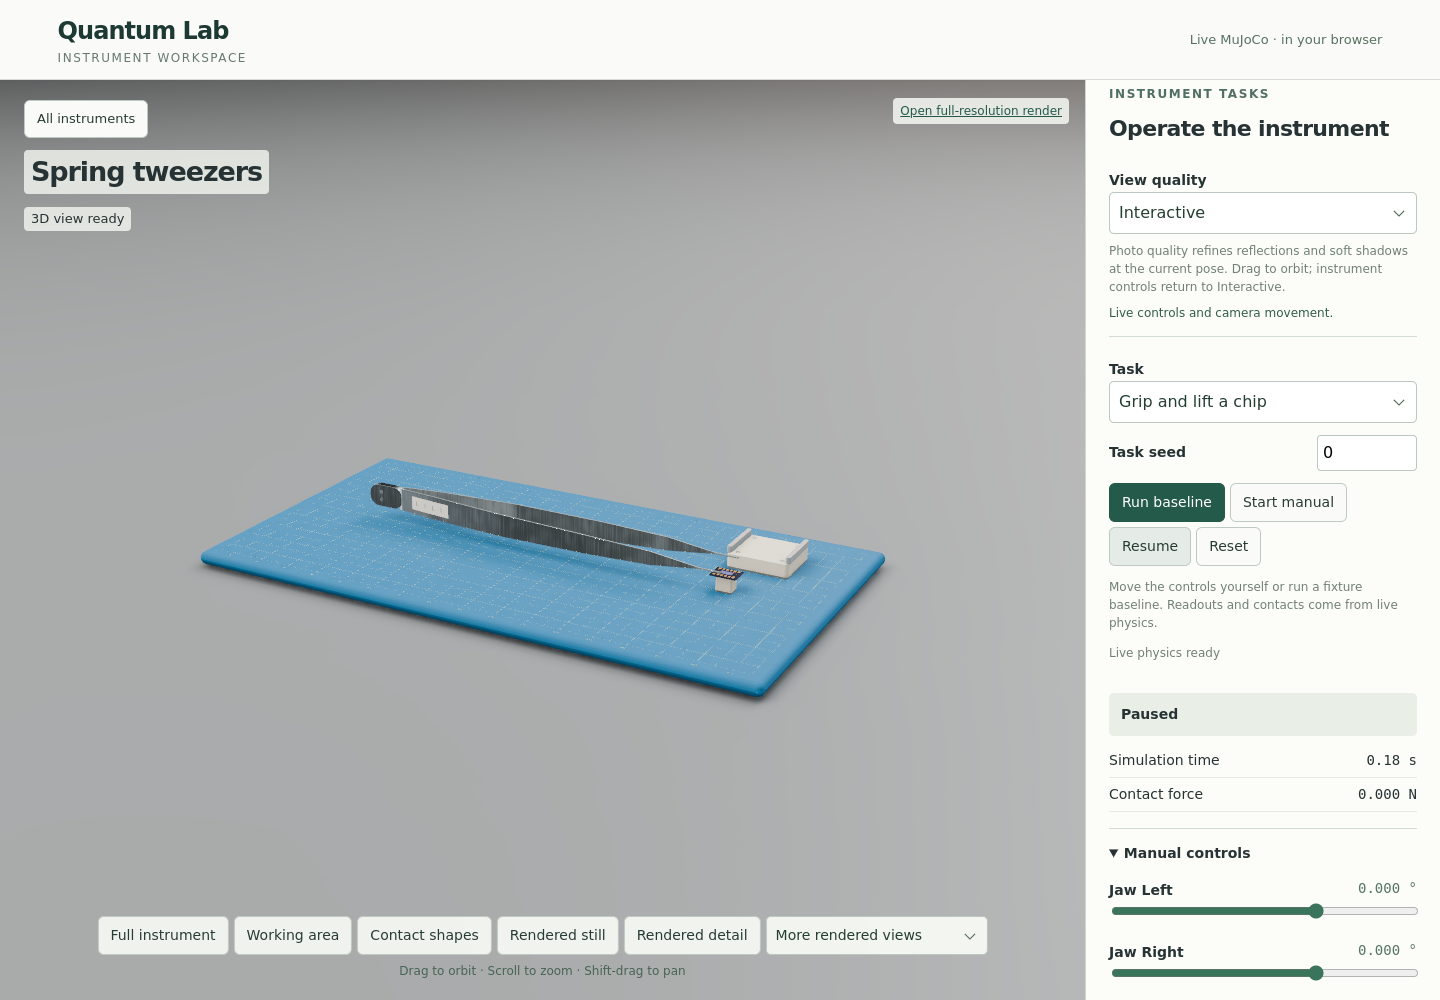 Quantum Lab
INSTRUMENT WORKSPACE
Live MuJoCo · in your browser
All instruments
Open full-resolution render
Spring tweezers
3D view ready
Full instrument
Working area
Contact shapes
Rendered still
Rendered detail
More rendered views
Drag to orbit · Scroll to zoom · Shift-drag to pan
INSTRUMENT TASKS
Operate the instrument
View quality
Interactive
Photo quality refines reflections and soft shadows
at the current pose. Drag to orbit; instrument
controls return to Interactive.
Live controls and camera movement.
Task
Grip and lift a chip
Task seed 0
Run baseline
Start manual
Resume
Reset
Move the controls yourself or run a fixture
baseline. Readouts and contacts come from live
physics.
Live physics ready
Paused
Simulation time 0.18 s
Contact force 0.000 N
▼ Manual controls
Jaw Left 0.000 °
Jaw Right 0.000 °